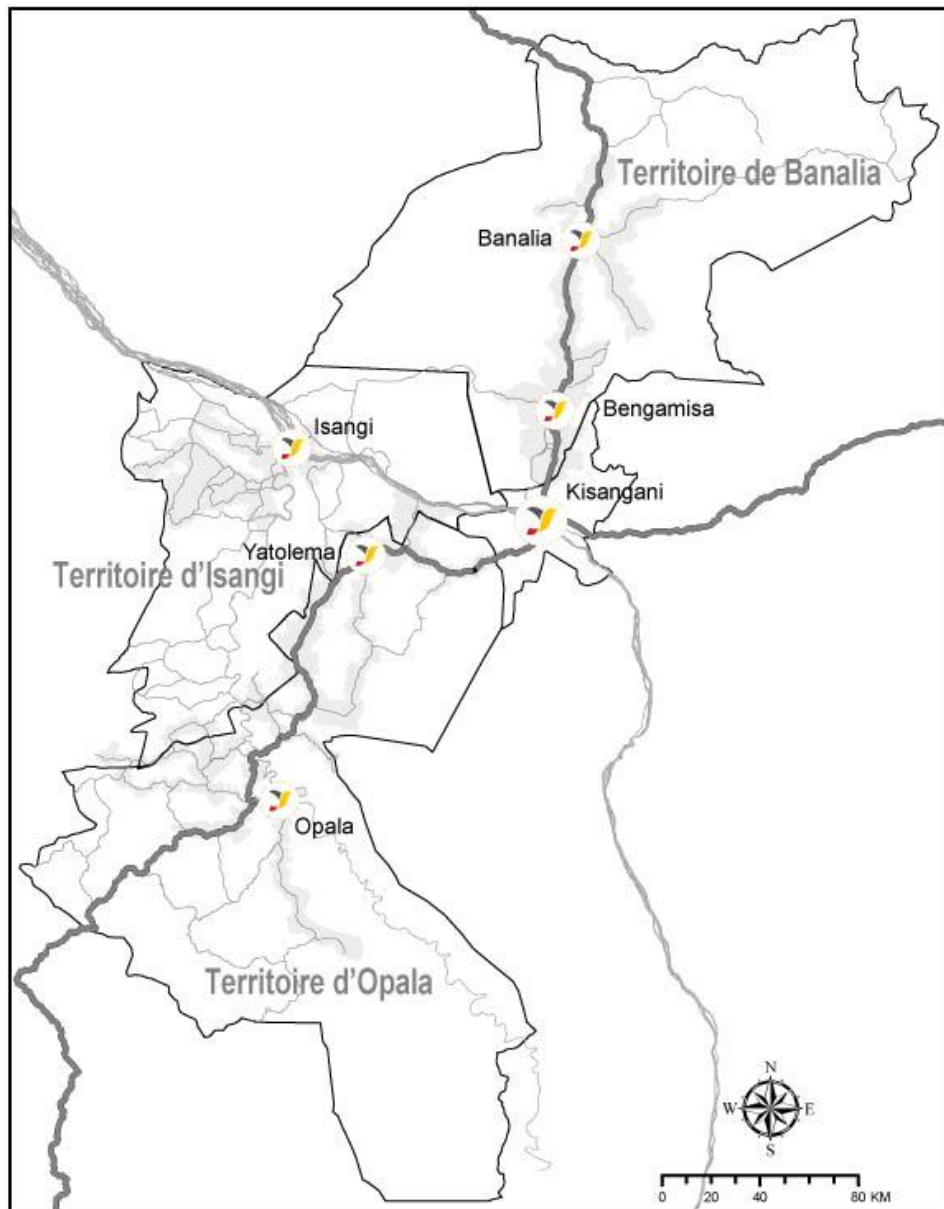 Territoire de Banalia
Banalia
Bengamisa
Isangi
Kisangani
Yatolema
Territoire d'Isangi
Opala
Territoire d'Opala
N
W E
S
0 20 40 80 KM